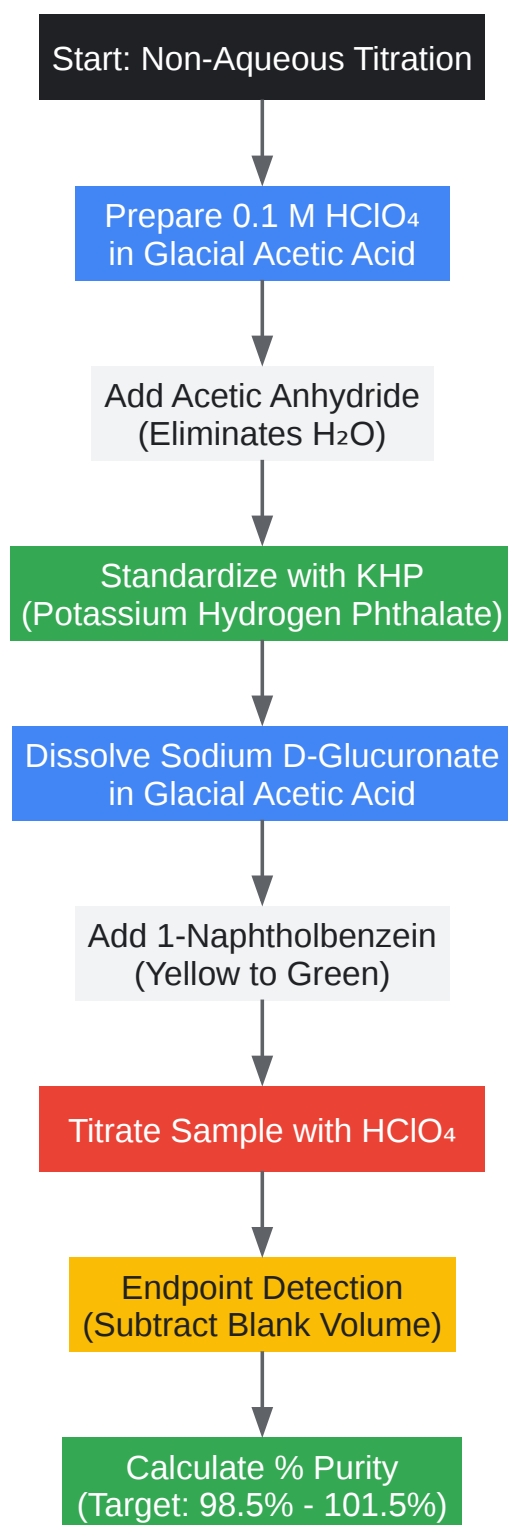 Start: Non-Aqueous Titration
Prepare 0.1 M HClO₄
in Glacial Acetic Acid
Add Acetic Anhydride
(Eliminates H₂O)
Standardize with KHP
(Potassium Hydrogen Phthalate)
Dissolve Sodium D-Glucuronate
in Glacial Acetic Acid
Add 1-Naphtholbenzein
(Yellow to Green)
Titrate Sample with HClO₄
Endpoint Detection
(Subtract Blank Volume)
Calculate % Purity
(Target: 98.5% - 101.5%)